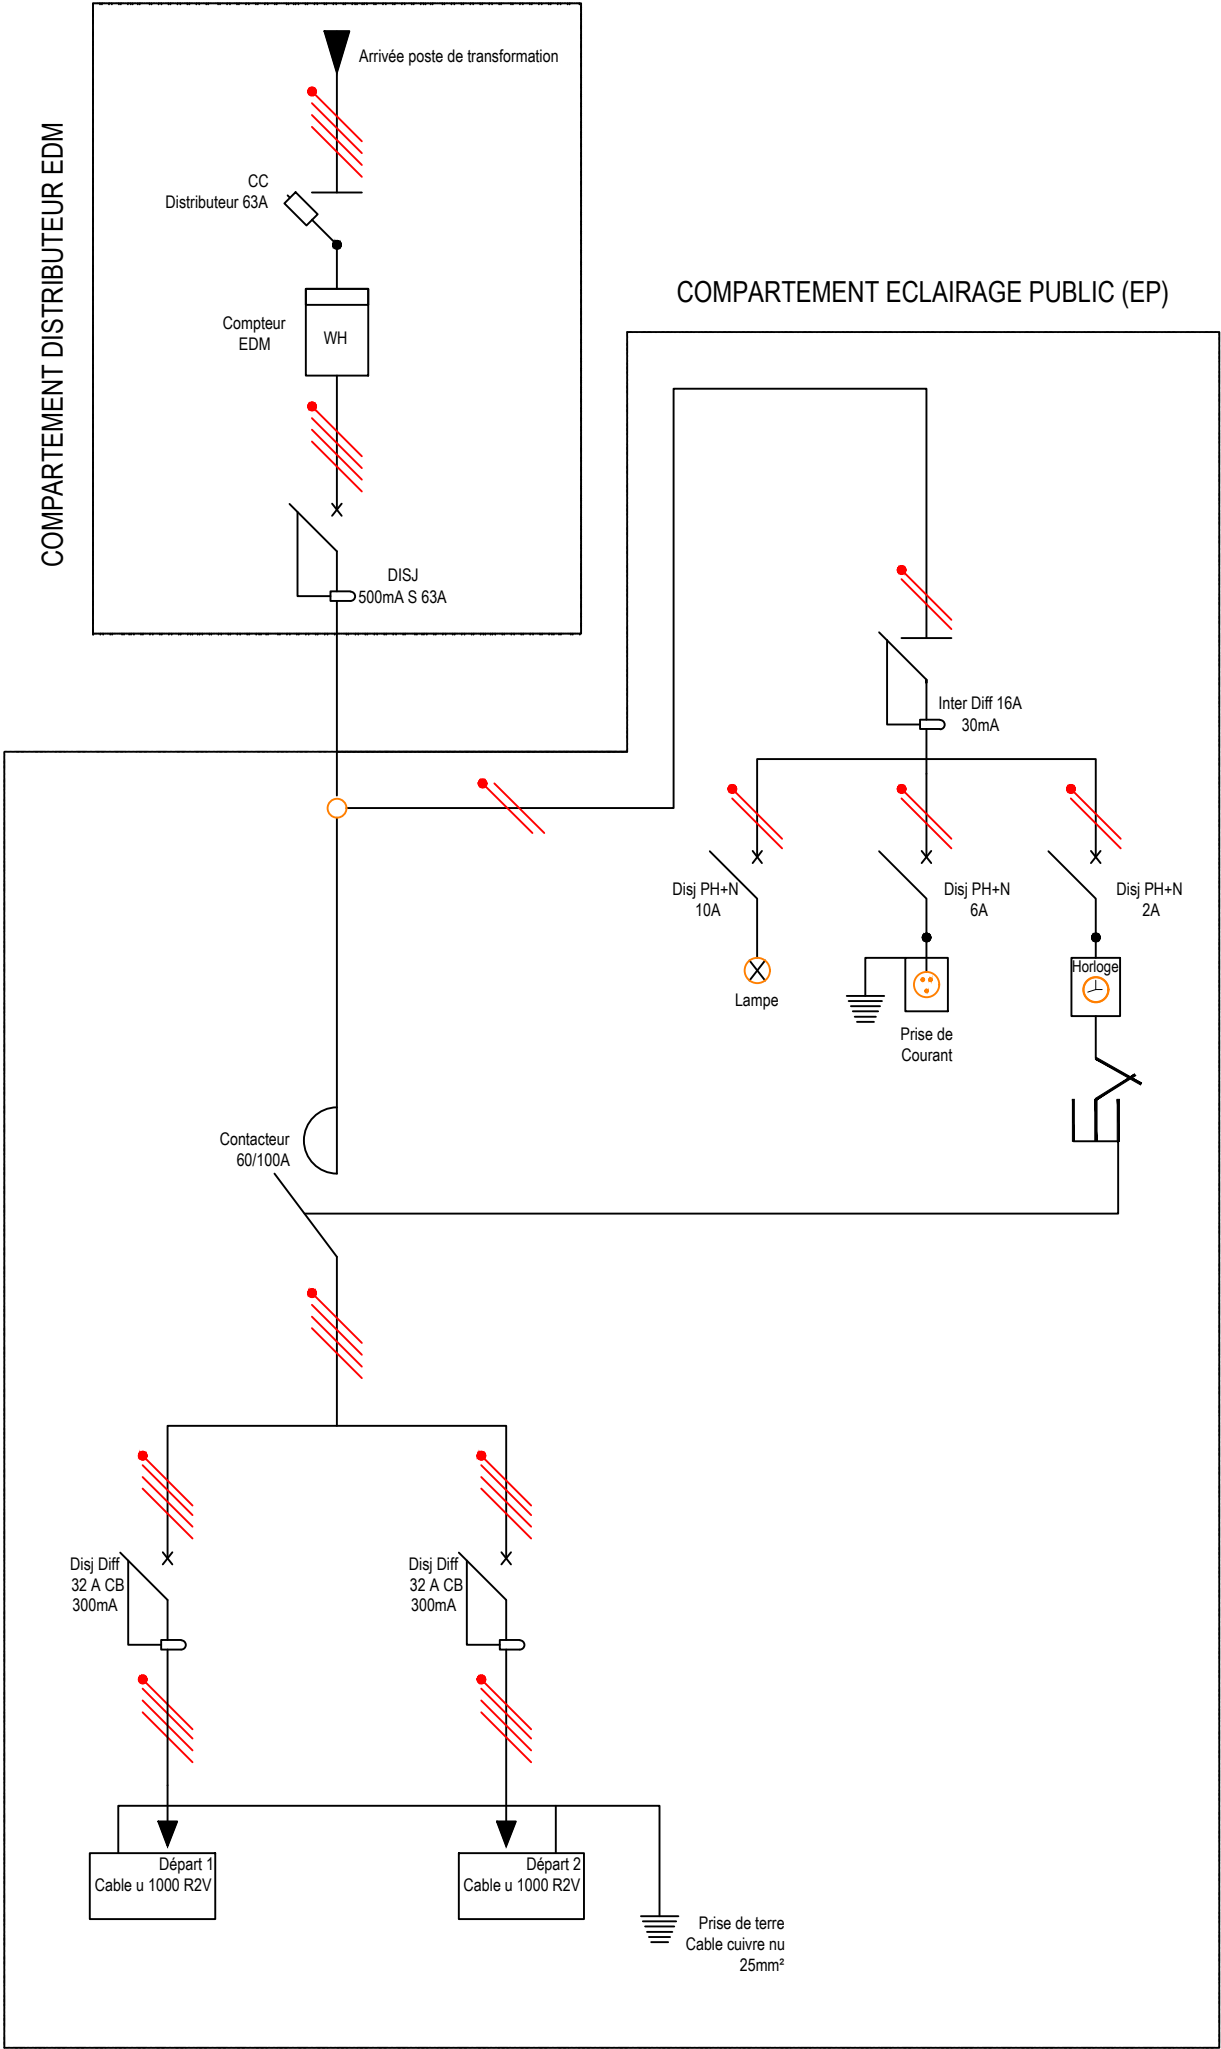 COMPARTEMENT DISTRIBUTEUR EDM
Arrivée poste de transformation
CC
Distributeur 63A
Compteur
EDM
WH
DISJ
500mA S 63A
COMPARTEMENT ECLAIRAGE PUBLIC (EP)
Inter Diff 16A
30mA
Disj PH+N
10A
Disj PH+N
6A
Disj PH+N
2A
Lampe
Prise de
Courant
Horloge
Contacteur
60/100A
Disj Diff
32 A CB
300mA
Disj Diff
32 A CB
300mA
Départ 1
Cable u 1000 R2V
Départ 2
Cable u 1000 R2V
Prise de terre
Cable cuivre nu
25mm²